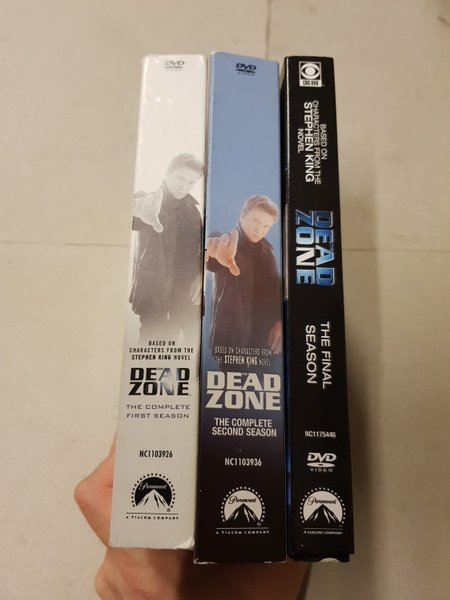 DVD
VIDEO
BASED ON
CHARACTERS FROM THE
STEPHEN KING NOVEL
DEAD
ZONE
THE COMPLETE
FIRST SEASON
NC1103926
Paramount
A VIACOM COMPANY
DVD
VIDEO
BASED ON CHARACTERS FROM
THE STEPHEN KING NOVEL
DEAD
ZONE
THE COMPLETE
SECOND SEASON
NC1103936
Paramount
A VIACOM COMPANY
CBS DVD
BASED ON
CHARACTERS FROM THE
STEPHEN KING
NOVEL
THE
DEAD
ZONE
THE FINAL
SEASON
NC1175446
DVD
VIDEO
Paramount
A VIACOM COMPANY